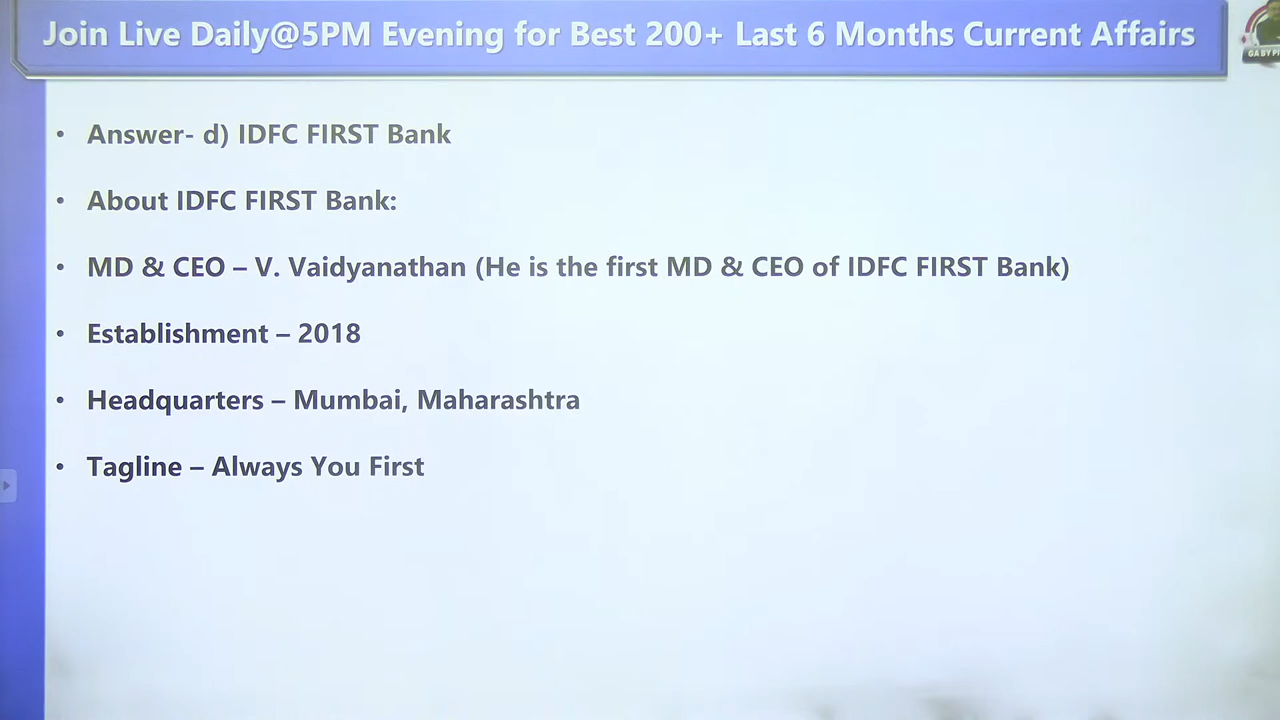 Join Live Daily@5PM Evening for Best 200+ Last 6 Months Current Affairs
• Answer- d) IDFC FIRST Bank
• About IDFC FIRST Bank:
• MD & CEO – V. Vaidyanathan (He is the first MD & CEO of IDFC FIRST Bank)
• Establishment – 2018
• Headquarters – Mumbai, Maharashtra
• Tagline – Always You First